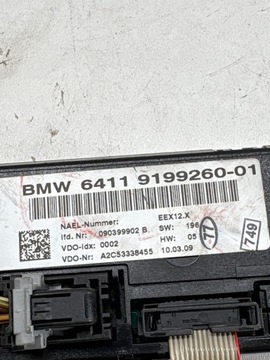 BMW 6411 9199260-01
NAEL-Nummer: EEX12.X
lfd. Nr: 090399902 B. SW: 196
VDO-Idx: 0002 HW: 05
VDO-Nr: A2C53338455 10.03.09
77
749